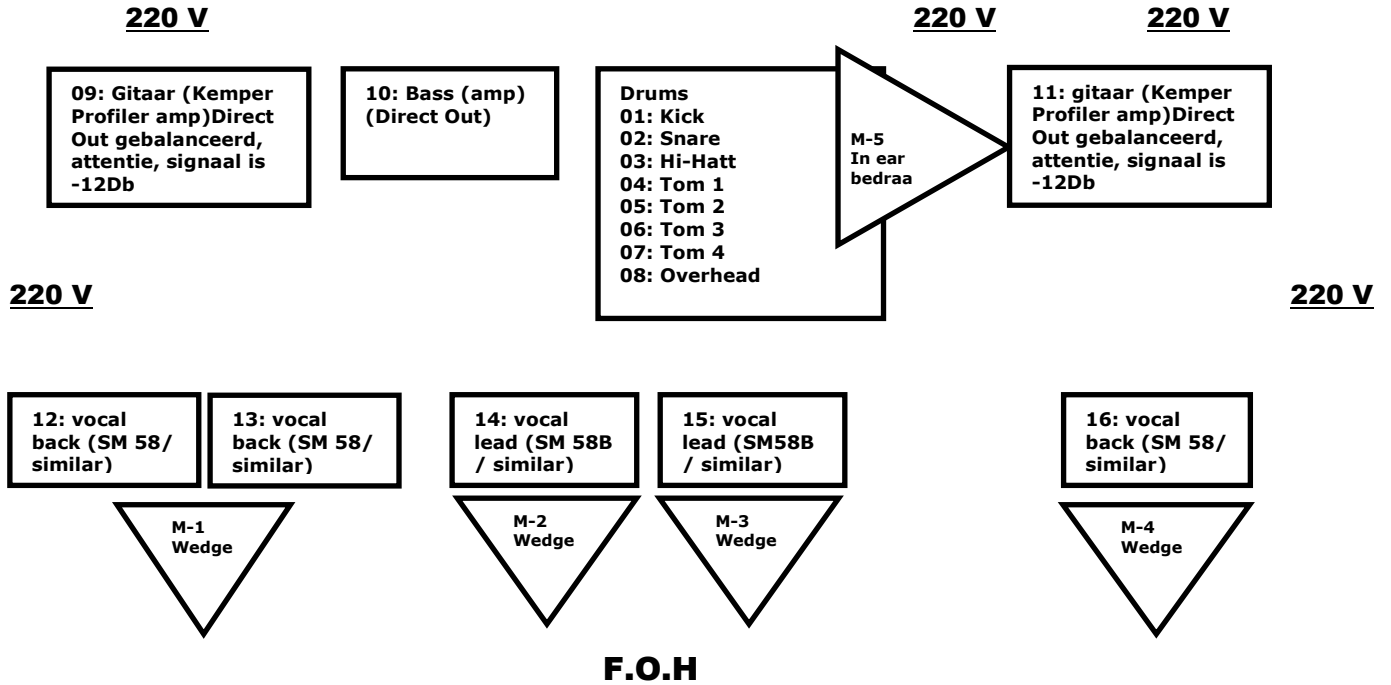 220 V
220 V
220 V
09: Gitaar (Kemper
Profiler amp)Direct
Out gebalanceerd,
attentie, signaal is
-12Db
10: Bass (amp)
(Direct Out)
Drums
01: Kick
02: Snare
03: Hi-Hatt
04: Tom 1
05: Tom 2
06: Tom 3
07: Tom 4
08: Overhead
M-5
In ear
bedraa
11: gitaar (Kemper
Profiler amp)Direct
Out gebalanceerd,
attentie, signaal is
-12Db
220 V
220 V
12: vocal
back (SM 58/
similar)
13: vocal
back (SM 58/
similar)
14: vocal
lead (SM 58B
/ similar)
15: vocal
lead (SM58B
/ similar)
16: vocal
back (SM 58/
similar)
M-1
Wedge
M-2
Wedge
M-3
Wedge
M-4
Wedge
F.O.H